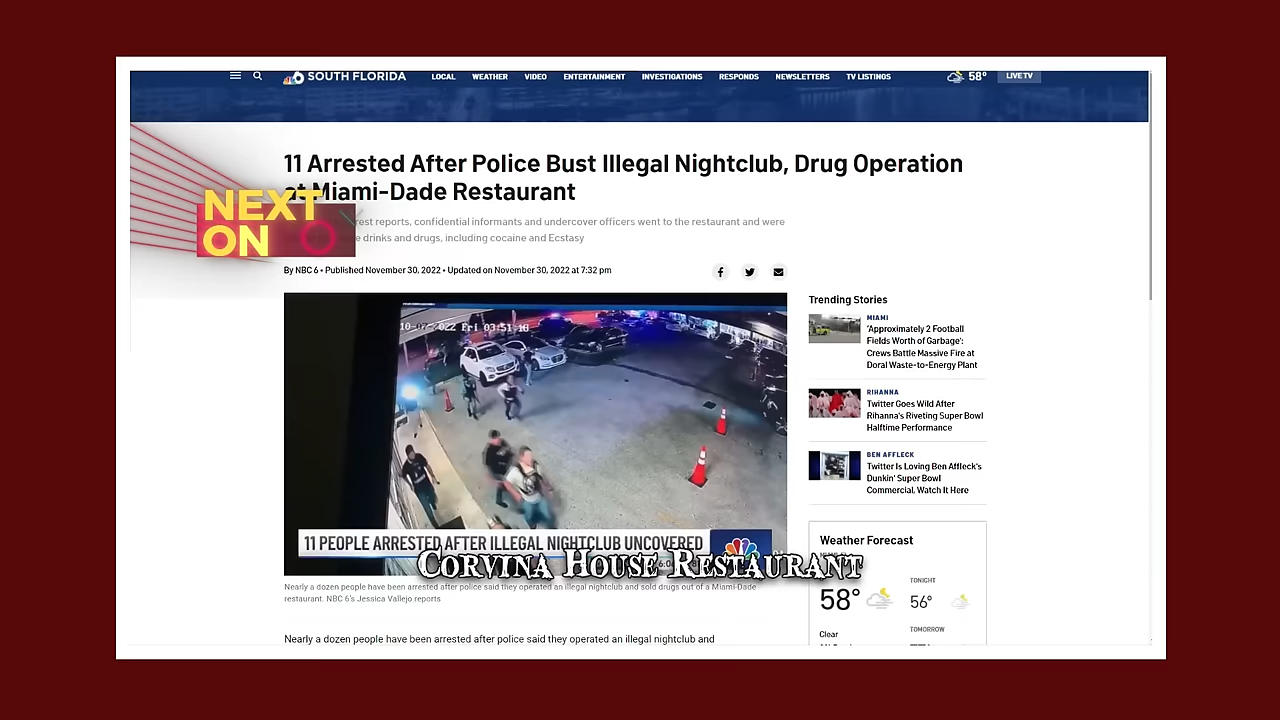 SOUTH FLORIDA
LOCAL WEATHER VIDEO ENTERTAINMENT INVESTIGATIONS RESPONDS NEWSLETTERS TV LISTINGS
58° LIVE TV
11 Arrested After Police Bust Illegal Nightclub, Drug Operation
at Miami-Dade Restaurant
NEXT
ON
reports, confidential informants and undercover officers went to the restaurant and were
drinks and drugs, including cocaine and Ecstasy
By NBC 6 • Published November 30, 2022 • Updated on November 30, 2022 at 7:32 pm
Fri 03:51:18
11 PEOPLE ARRESTED AFTER ILLEGAL NIGHTCLUB UNCOVERED
Corvina House Restaurant
Nearly a dozen people have been arrested after police said they operated an illegal nightclub and sold drugs out of a Miami-Dade
restaurant. NBC 6's Jessica Vallejo reports
Nearly a dozen people have been arrested after police said they operated an illegal nightclub and
Trending Stories
MIAMI
'Approximately 2 Football
Fields Worth of Garbage':
Crews Battle Massive Fire at
Doral Waste-to-Energy Plant
RIHANNA
Twitter Goes Wild After
Rihanna's Riveting Super Bowl
Halftime Performance
BEN AFFLECK
Twitter Is Loving Ben Affleck's
Dunkin' Super Bowl
Commercial, Watch It Here
Weather Forecast
58°
Clear
TONIGHT
56°
TOMORROW